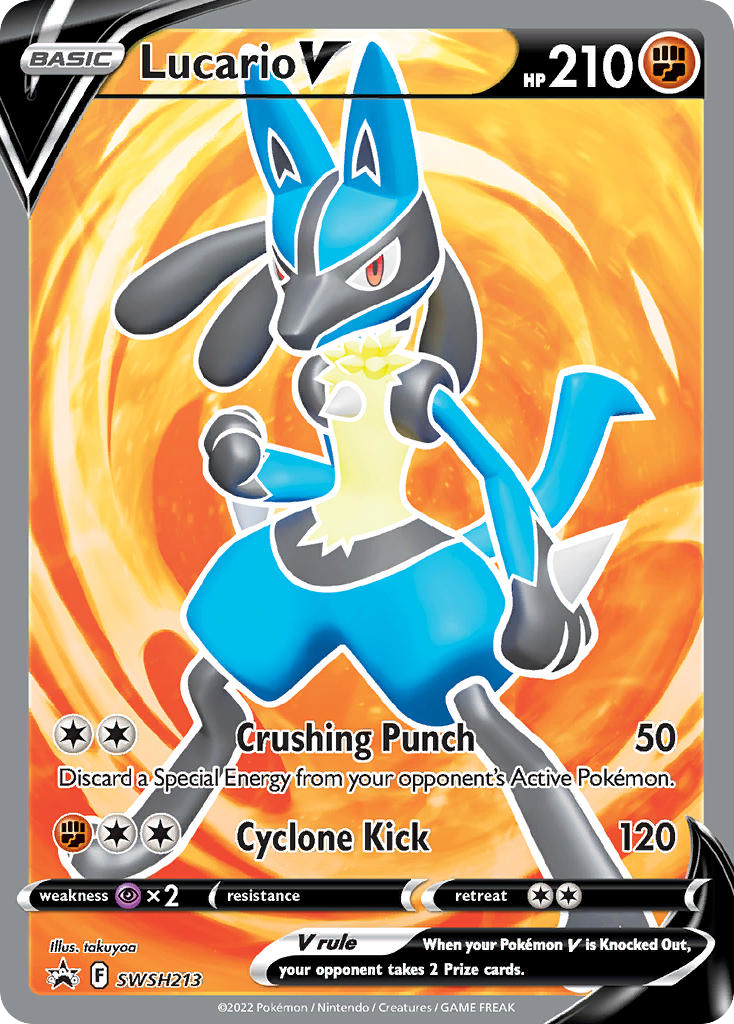 BASIC Lucario V HP 210
Crushing Punch 50
Discard a Special Energy from your opponent's Active Pokémon.
Cyclone Kick 120
weakness ×2 resistance retreat
Illus. takuyoa
V rule When your Pokémon V is Knocked Out,
your opponent takes 2 Prize cards.
F SWSH213
©2022 Pokémon / Nintendo / Creatures / GAME FREAK